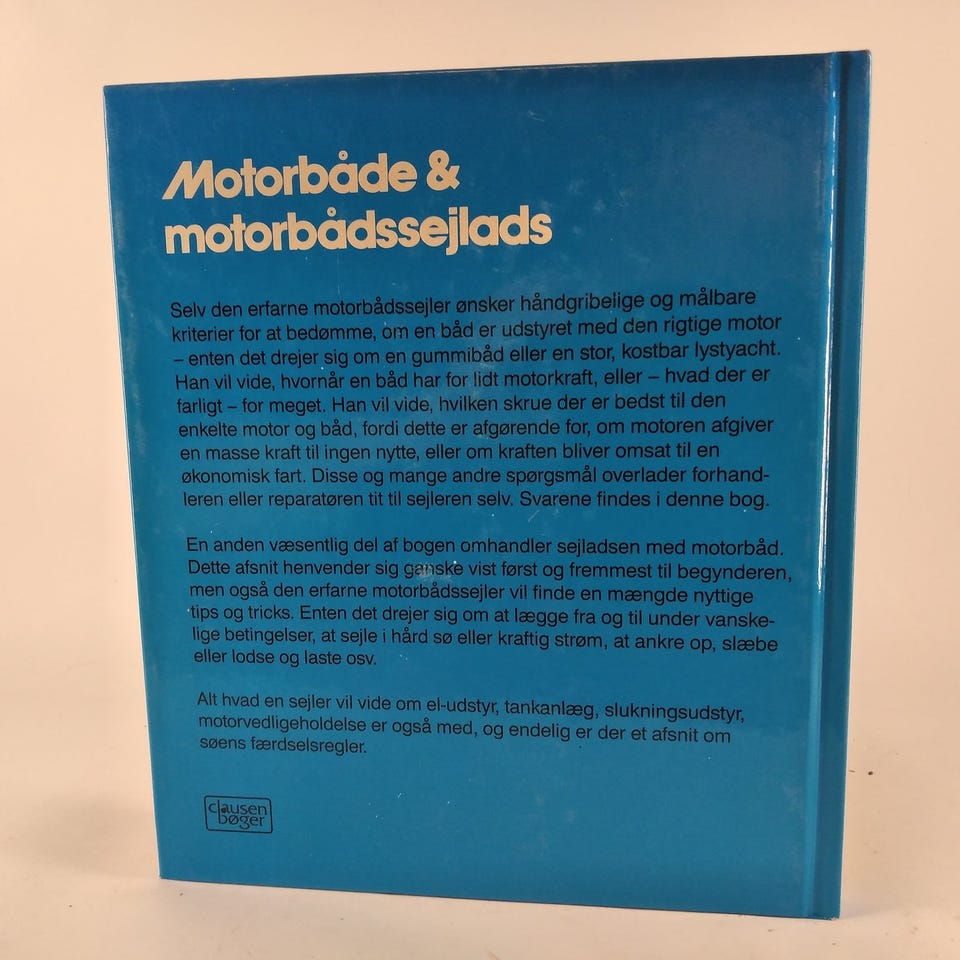 Motorbåde &
motorbådssejlads
Selv den erfarne motorbådssejler ønsker håndgribelige og målbare
kriterier for at bedømme, om en båd er udstyret med den rigtige motor
– enten det drejer sig om en gummibåd eller en stor, kostbar lystyacht.
Han vil vide, hvornår en båd har for lidt motorkraft, eller – hvad der er
farligt – for meget. Han vil vide, hvilken skrue der er bedst til den
enkelte motor og båd, fordi dette er afgørende for, om motoren afgiver
en masse kraft til ingen nytte, eller om kraften bliver omsat til en
økonomisk fart. Disse og mange andre spørgsmål overlader forhand-
leren eller reparatøren tit til sejleren selv. Svarene findes i denne bog.
En anden væsentlig del af bogen omhandler sejladsen med motorbåd.
Dette afsnit henvender sig ganske vist først og fremmest til begynderen,
men også den erfarne motorbådssejler vil finde en mængde nyttige
tips og tricks. Enten det drejer sig om at lægge fra og til under vanske-
lige betingelser, at sejle i hård sø eller kraftig strøm, at ankre op, slæbe
eller lodse og laste osv.
Alt hvad en sejler vil vide om el-udstyr, tankanlæg, slukningsudstyr,
motorvedligeholdelse er også med, og endelig er der et afsnit om
søens færdselsregler.
clausen
bøger